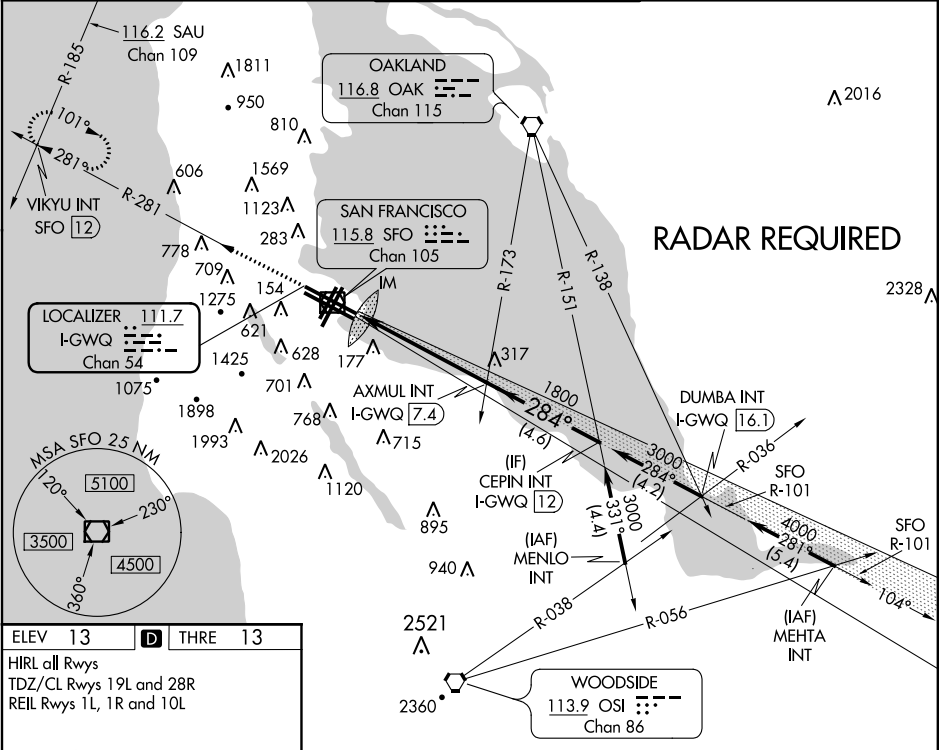 116.2 SAU
Chan 109
R-185
1811
950
OAKLAND
116.8 OAK
Chan 115
2016
101°
281°
810
R-281
VIKYU INT
SFO 12
606
1569
1123
283
SAN FRANCISCO
115.8 SFO
Chan 105
RADAR REQUIRED
R-173
R-151
R-138
778
709
1275
154
IM
2328
LOCALIZER 111.7
I-GWQ
Chan 54
621
628
177
317
1075
1425
701
1898
768
1993
2026
715
1120
AXMUL INT
I-GWQ 7.4
1800
284°
(4.6)
DUMBA INT
I-GWQ 16.1
3000
284°
(4.2)
R-036
(IF)
CEPIN INT
I-GWQ 12
SFO
R-101
MSA SFO 25 NM
120°
5100
230°
3500
4500
360°
895
940
3000
331°
(4.4)
(IAF)
MENLO
INT
4000
281°
(5.4)
SFO
R-101
104°
R-038
R-056
(IAF)
MEHTA
INT
2521
2360
WOODSIDE
113.9 OSI
Chan 86
ELEV 13 D THRE 13
HIRL all Rwys
TDZ/CL Rwys 19L and 28R
REIL Rwys 1L, 1R and 10L